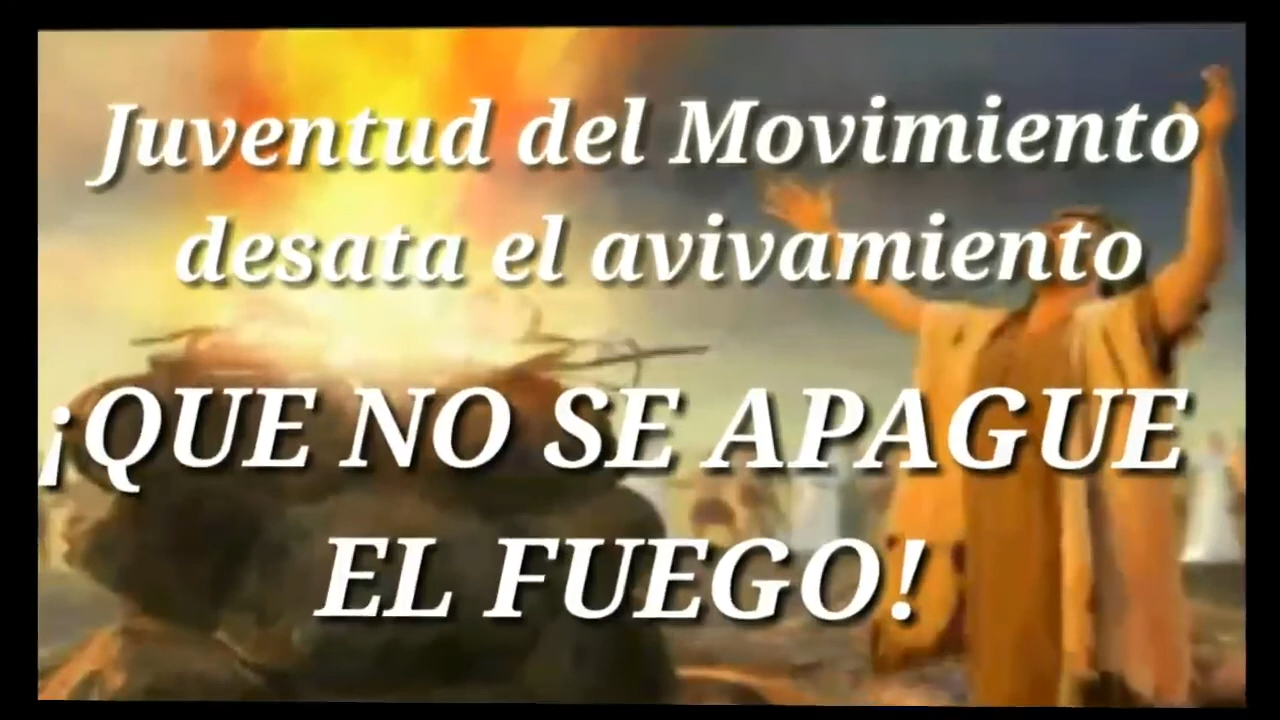 Juventud del Movimiento
desata el avivamiento
¡QUE NO SE APAGUE
EL FUEGO!